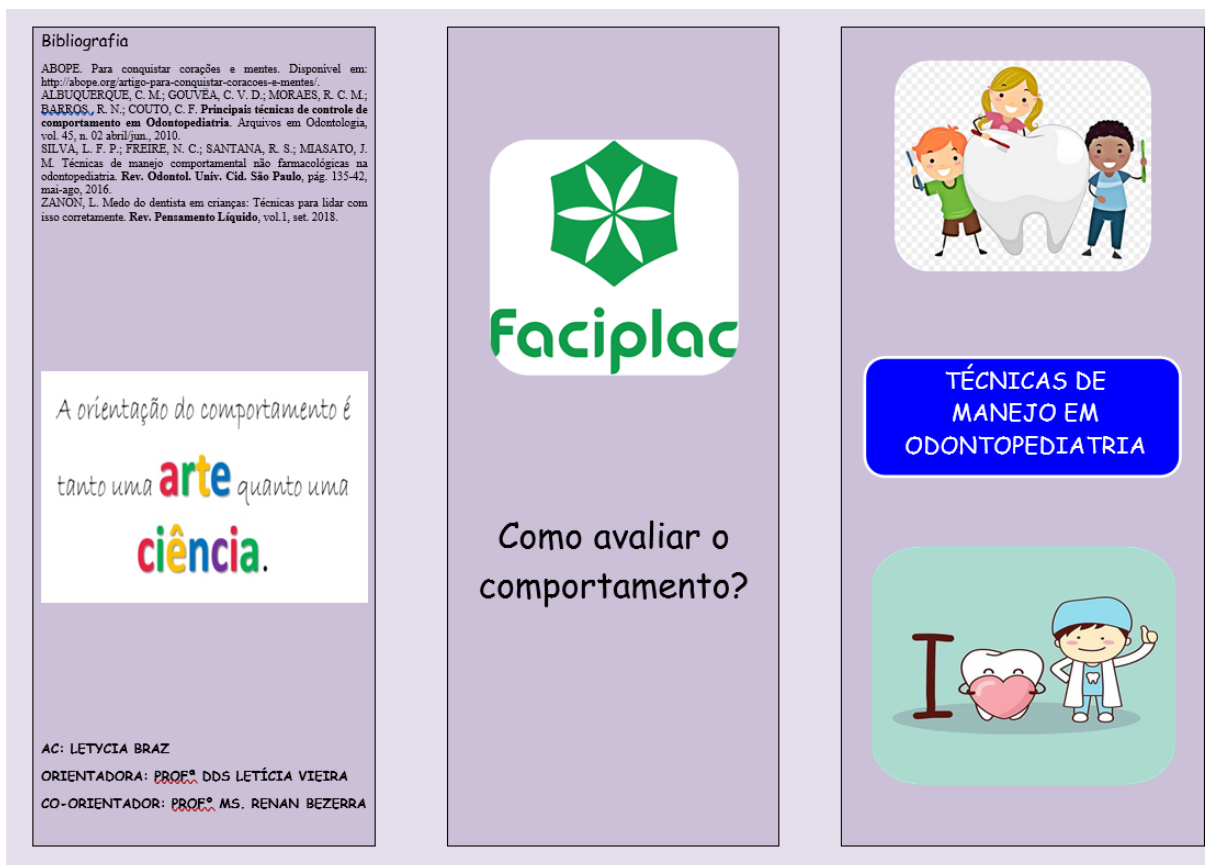 Bibliografia
ABOPE. Para conquistar corações e mentes. Disponível em:
http://abope.org/artigo-para-conquistar-coracoes-e-mentes/.
ALBUQUERQUE, C. M.; GOUVÊA, C. V. D.; MORAES, R. C. M.;
BARROS., R. N.; COUTO, C. F. Principais técnicas de controle de
comportamento em Odontopediatria. Arquivos em Odontologia,
vol. 45, n. 02 abril/jun., 2010.
SILVA, L. F. P.; FREIRE, N. C.; SANTANA, R. S.; MIASATO, J.
M. Técnicas de manejo comportamental não farmacológicas na
odontopediatria. Rev. Odontol. Univ. Cid. São Paulo, pág. 135-42,
mai-ago, 2016.
ZANON, L. Medo do dentista em crianças: Técnicas para lidar com
isso corretamente. Rev. Pensamento Líquido, vol.1, set. 2018.
A orientação do comportamento é
tanto uma arte quanto uma
ciência.
AC: LETYCIA BRAZ
ORIENTADORA: PROFª DDS LETÍCIA VIEIRA
CO-ORIENTADOR: PROFº MS. RENAN BEZERRA
Faciplac
Como avaliar o
comportamento?
TÉCNICAS DE
MANEJO EM
ODONTOPEDIATRIA
I